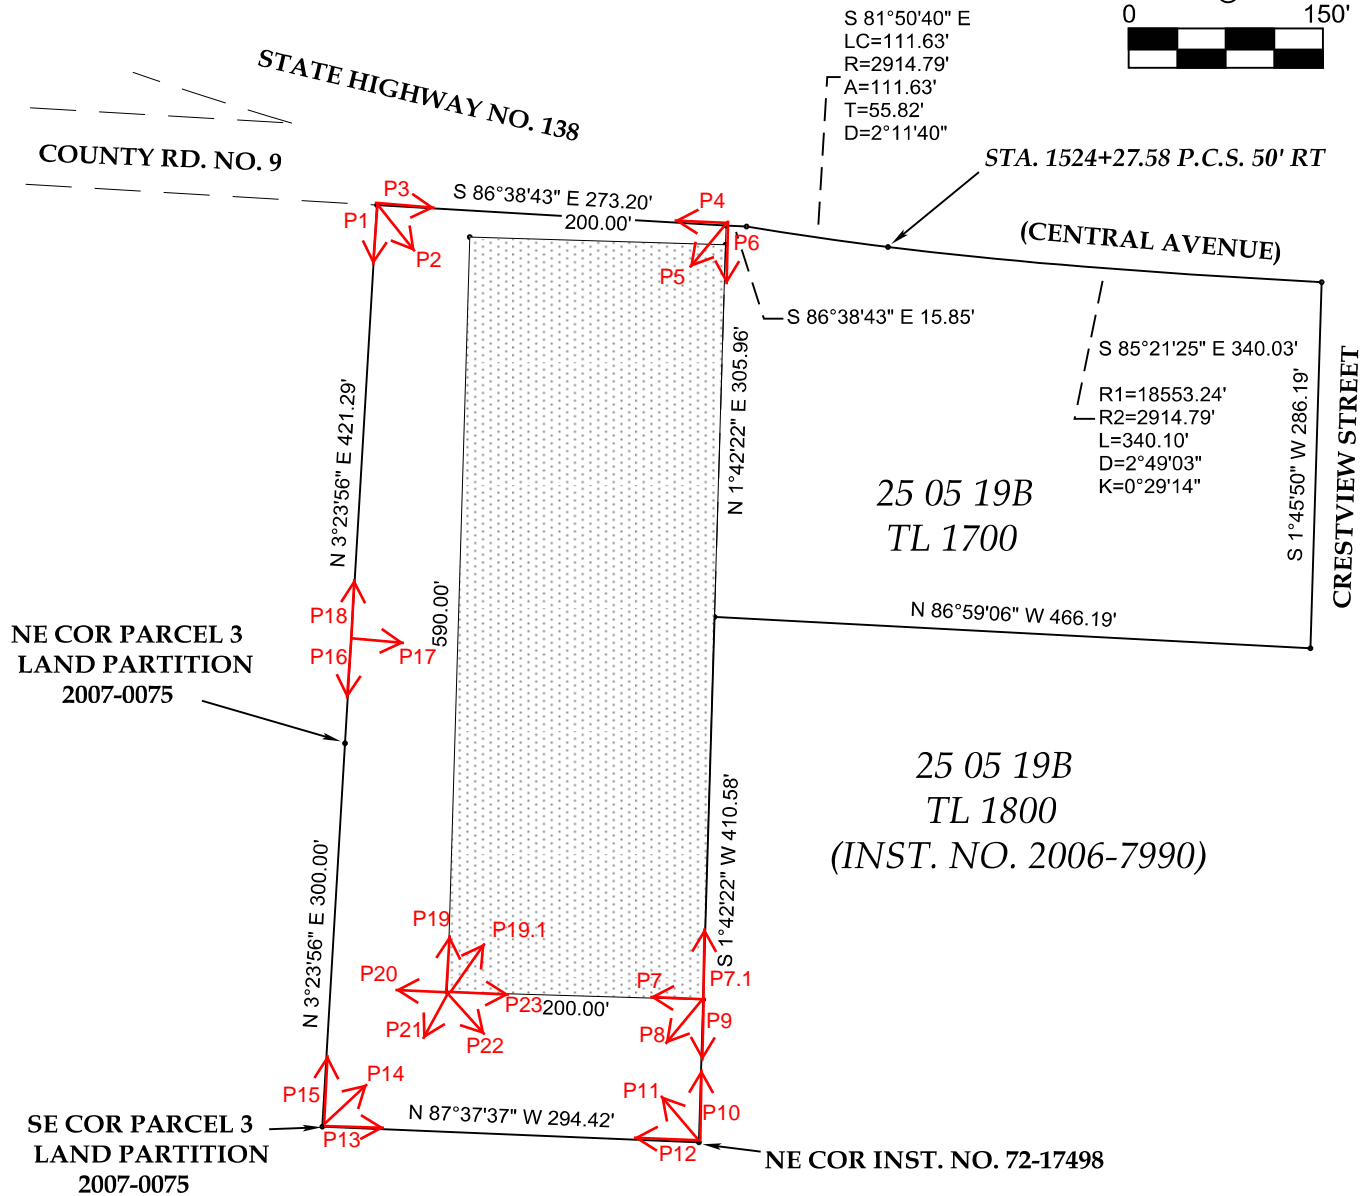 0 150'
S 81°50'40" E
LC=111.63'
R=2914.79'
A=111.63'
T=55.82'
D=2°11'40"
STATE HIGHWAY NO. 138
COUNTY RD. NO. 9
STA. 1524+27.58 P.C.S. 50' RT
P3
S 86°38'43" E 273.20'
P4
P1
200.00'
P2
P5
P6
(CENTRAL AVENUE)
S 86°38'43" E 15.85'
S 85°21'25" E 340.03'
R1=18553.24'
R2=2914.79'
L=340.10'
D=2°49'03"
K=0°29'14"
N 3°23'56" E 421.29'
N 1°42'22" E 305.96'
S 1°45'50" W 286.19'
CRESTVIEW STREET
25 05 19B
TL 1700
590.00'
N 86°59'06" W 466.19'
P18
P16
P17
NE COR PARCEL 3
LAND PARTITION
2007-0075
25 05 19B
TL 1800
(INST. NO. 2006-7990)
S 1°42'22" W 410.58'
N 3°23'56" E 300.00'
P19
P19.1
P20
P23
200.00'
P21
P22
P7
P7.1
P8
P9
P15
P14
P13
N 87°37'37" W 294.42'
P11
P10
P12
SE COR PARCEL 3
LAND PARTITION
2007-0075
NE COR INST. NO. 72-17498